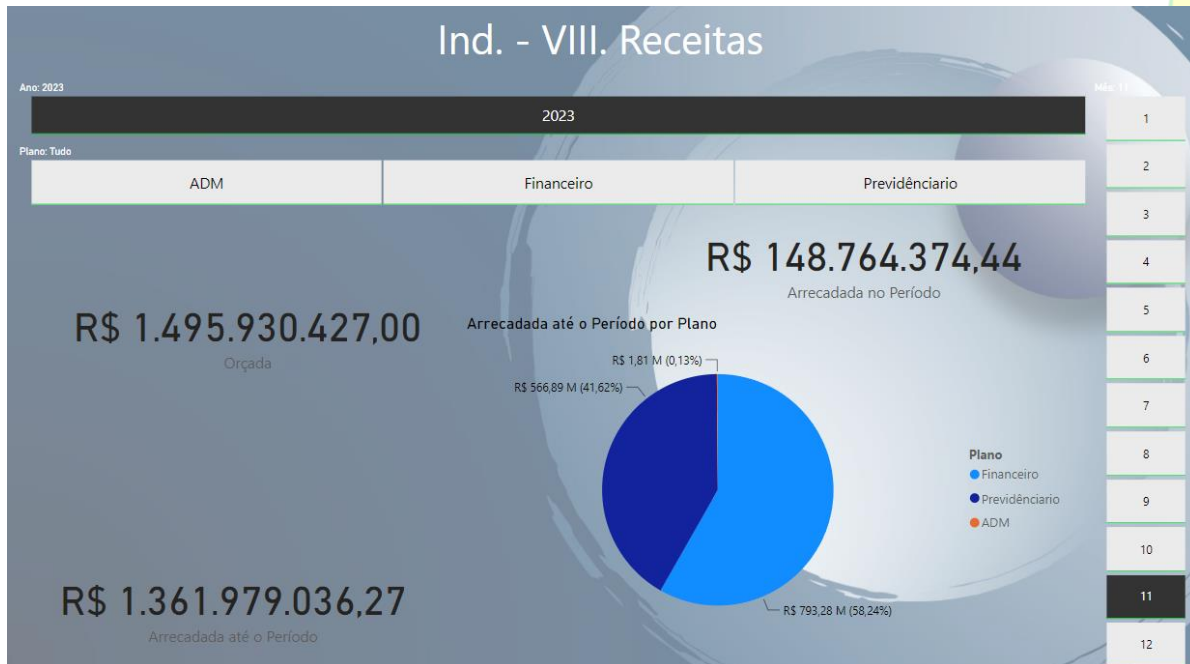 Ind. - VIII. Receitas
Ano: 2023
Mês: 11
2023
Plano: Tudo
ADM
Financeiro
Previdênciario
1
2
3
4
5
6
7
8
9
10
11
12
R$ 148.764.374,44
Arrecadada no Período
R$ 1.495.930.427,00
Orçada
Arrecadada até o Período por Plano
R$ 1,81 M (0,13%)
R$ 566,89 M (41,62%)
R$ 793,28 M (58,24%)
Plano
Financeiro
Previdênciario
ADM
R$ 1.361.979.036,27
Arrecadada até o Período